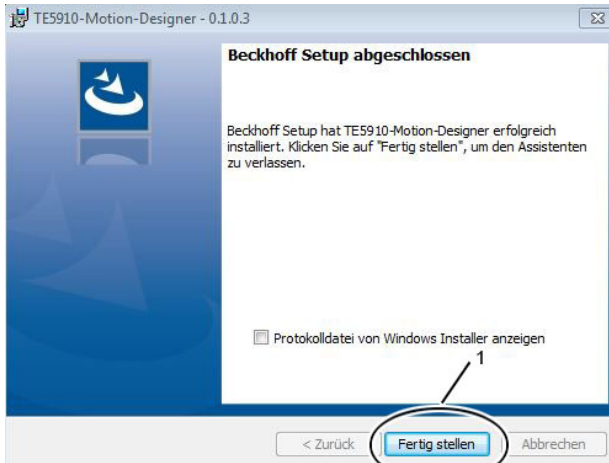 TE5910-Motion-Designer - 0.1.0.3
Beckhoff Setup abgeschlossen
Beckhoff Setup hat TE5910-Motion-Designer erfolgreich
installiert. Klicken Sie auf "Fertig stellen", um den Assistenten
zu verlassen.
Protokolldatei von Windows Installer anzeigen
1
< Zurück
Fertig stellen
Abbrechen